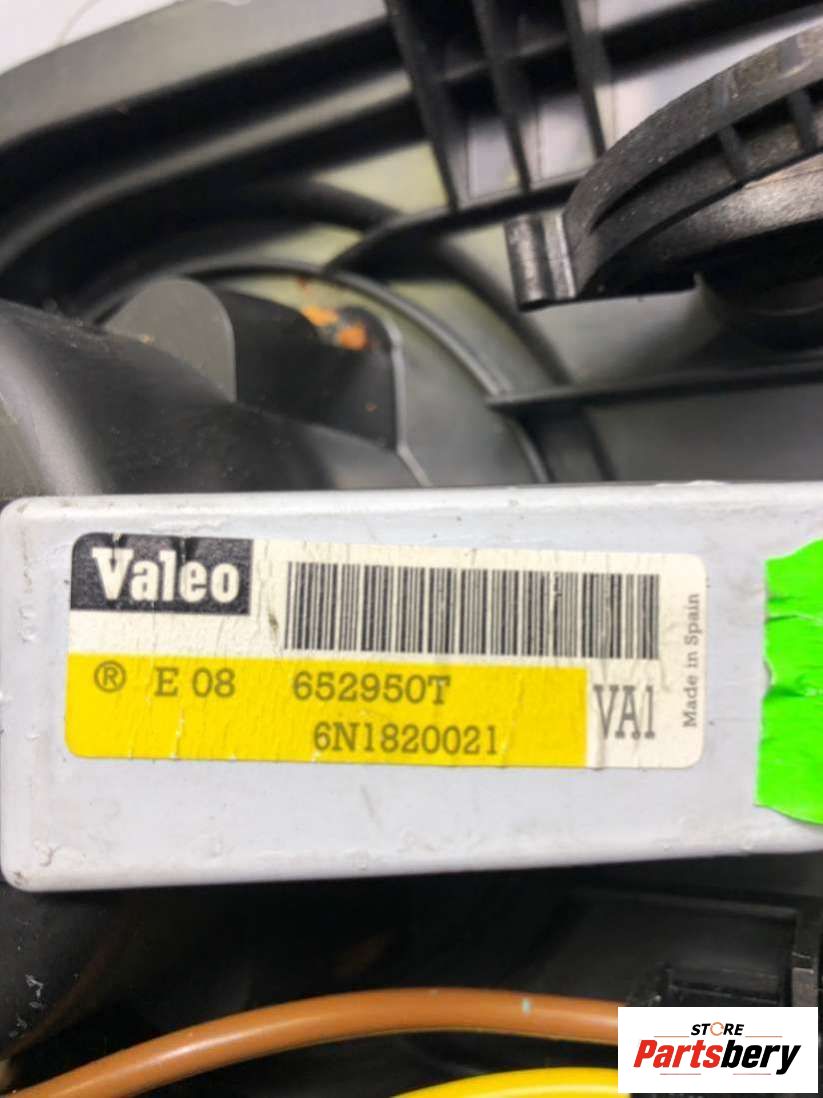 Valeo
® E 08 652950T
6N1820021
VA1
Made in Spain
STORE
Partsbery